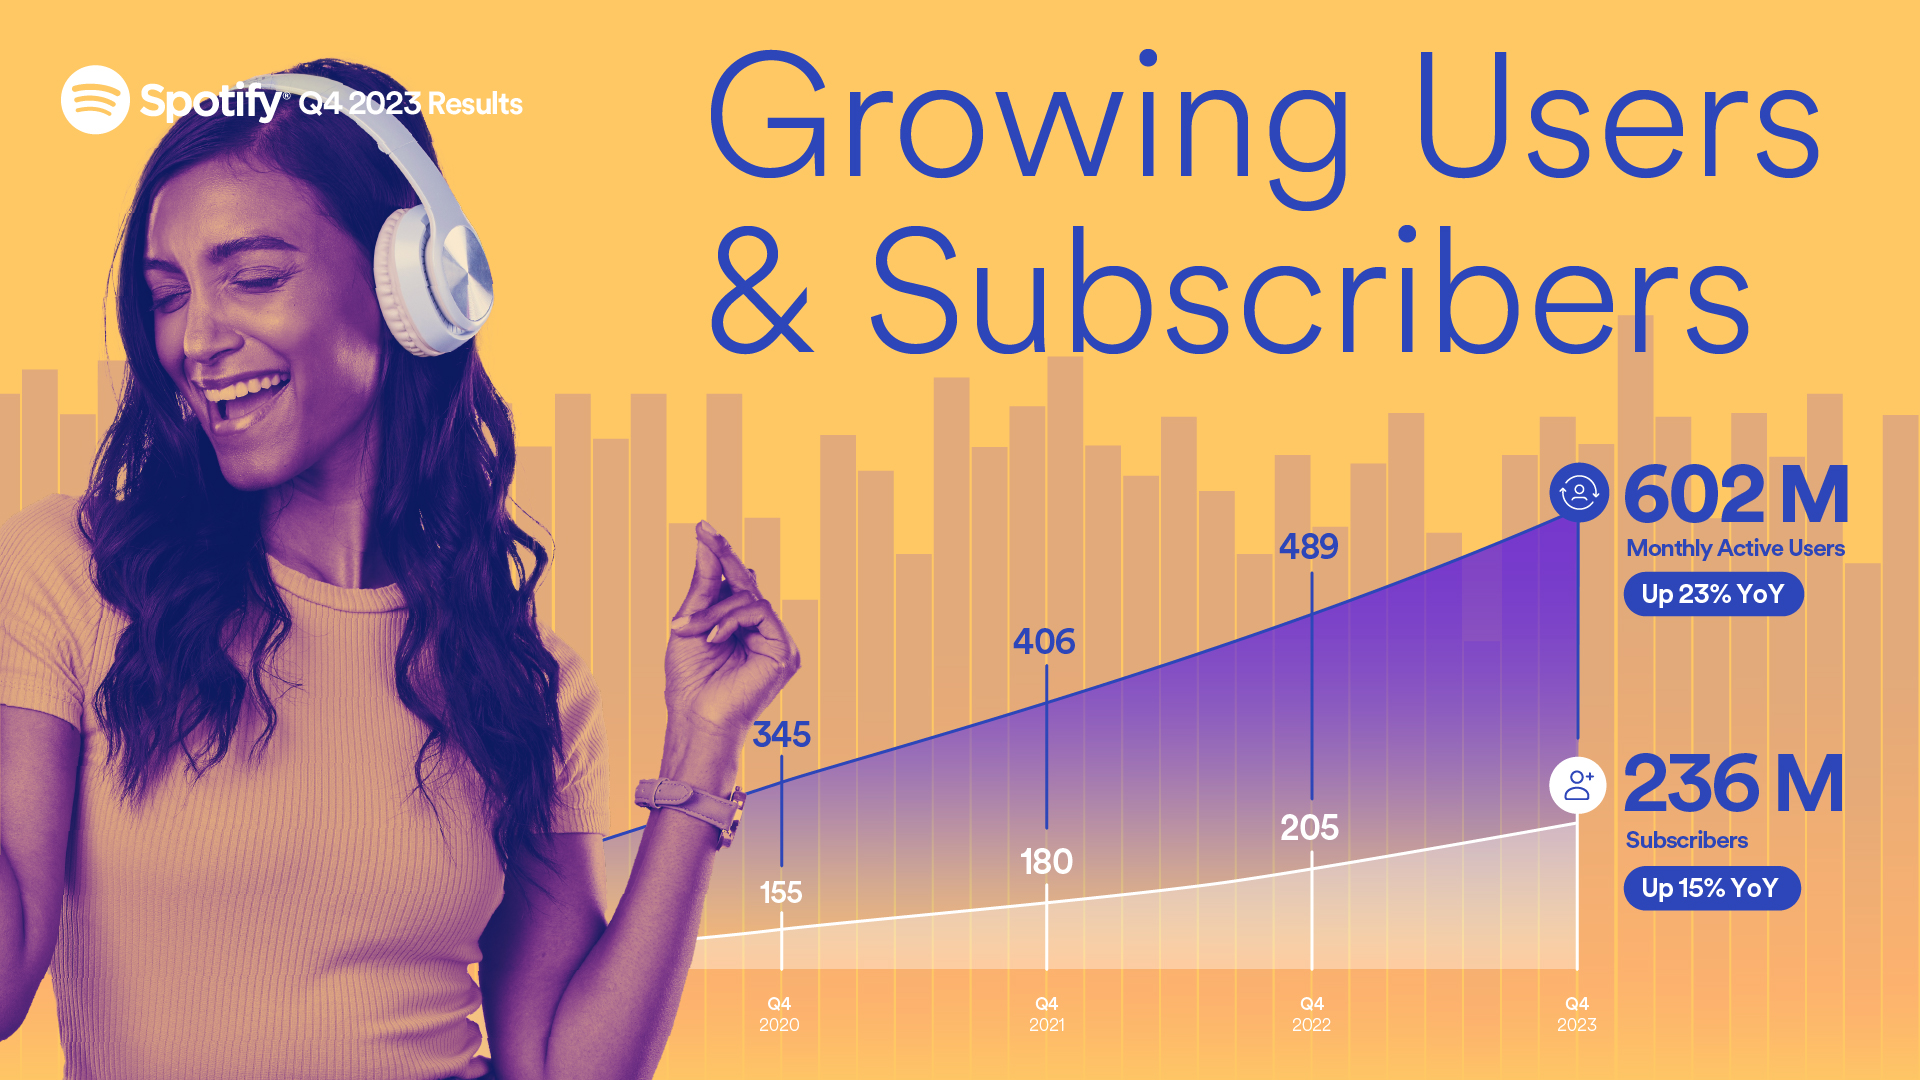 Spotify® Q4 2023 Results
Growing Users
& Subscribers
602 M
Monthly Active Users
Up 23% YoY
489
406
345
236 M
Subscribers
Up 15% YoY
205
180
155
Q4
2020
Q4
2021
Q4
2022
Q4
2023